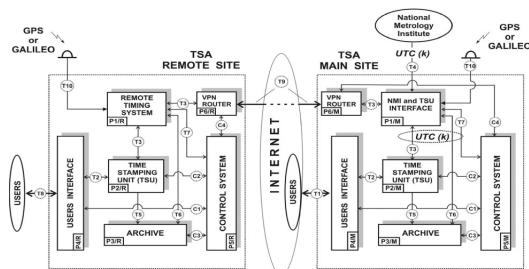 GPS
or
GALILEO
TSA
REMOTE SITE
T10
REMOTE
TIMING
SYSTEM
P1/R
T3
VPN
ROUTER
P6/R
T7
C4
T3
USERS
T8
USERS INTERFACE
P4/R
T2
TIME
STAMPING
UNIT (TSU)
P2/R
C2
C1
T5
T6
ARCHIVE
P3/R
C3
CONTROL SYSTEM
P5/R
T9
INTERNET
USERS
T1
National
Metrology
Institute
UTC (k)
T4
GPS
or
GALILEO
T10
TSA
MAIN SITE
VPN
ROUTER
P6/M
T3
NMI and TSU
INTERFACE
P1/M
T7
C4
UTC (k)
T3
USERS INTERFACE
P4/M
T2
TIME
STAMPING
UNIT (TSU)
P2/M
C2
C1
T5
T6
ARCHIVE
P3/M
C3
CONTROL SYSTEM
P5/M